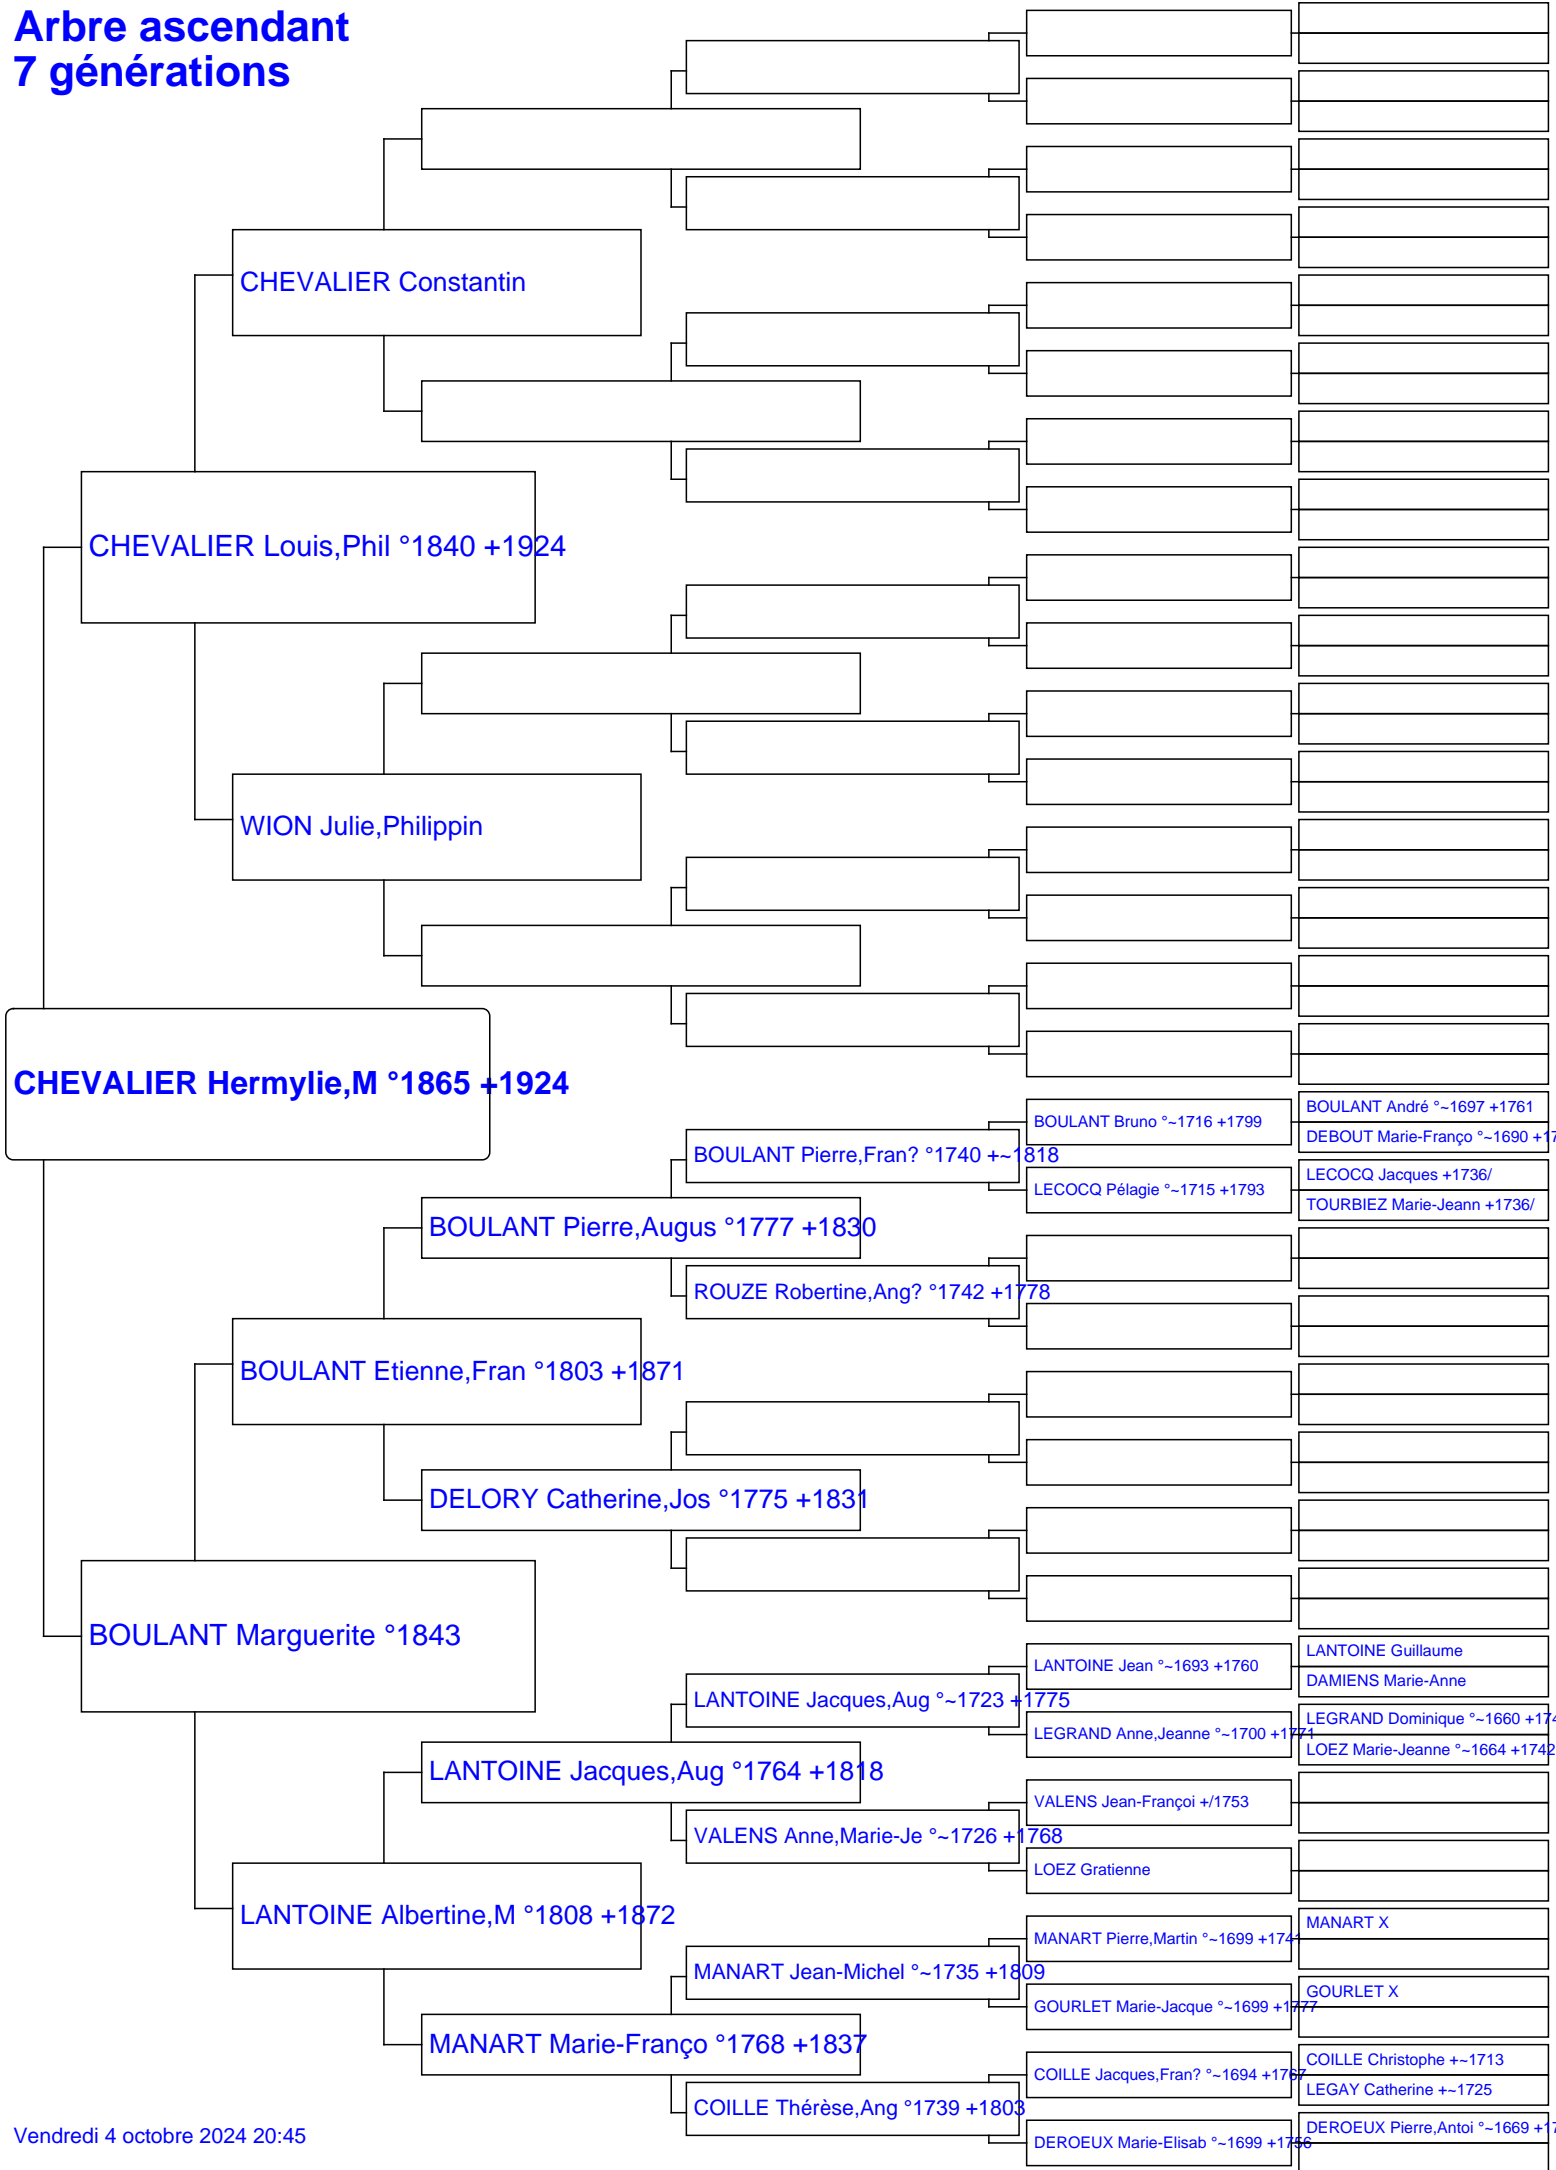 Arbre ascendant
7 générations
CHEVALIER Constantin
CHEVALIER Louis,Phil °1840 +1924
WION Julie,Philippin
CHEVALIER Hermylie,M °1865 +1924
BOULANT André °~1697 +1761
BOULANT Bruno °~1716 +1799
DEBOUT Marie-Franço °~1690 +17
BOULANT Pierre,Fran? °1740 +~1818
LECOCQ Jacques +1736/
LECOCQ Pélagie °~1715 +1793
TOURBIEZ Marie-Jeann +1736/
BOULANT Pierre,Augus °1777 +1830
ROUZE Robertine,Ang? °1742 +1778
BOULANT Etienne,Fran °1803 +1871
DELORY Catherine,Jos °1775 +1831
BOULANT Marguerite °1843
LANTOINE Guillaume
LANTOINE Jean °~1693 +1760
DAMIENS Marie-Anne
LANTOINE Jacques,Aug °~1723 +1775
LEGRAND Dominique °~1660 +174
LEGRAND Anne,Jeanne °~1700 +1771
LOEZ Marie-Jeanne °~1664 +1742
LANTOINE Jacques,Aug °1764 +1818
VALENS Jean-Françoi +/1753
VALENS Anne,Marie-Je °~1726 +1768
LOEZ Gratienne
LANTOINE Albertine,M °1808 +1872
MANART X
MANART Pierre,Martin °~1699 +1741
MANART Jean-Michel °~1735 +1809
GOURLET X
GOURLET Marie-Jacque °~1699 +1777
MANART Marie-Franço °1768 +1837
COILLE Christophe +~1713
COILLE Jacques,Fran? °~1694 +1767
LEGAY Catherine +~1725
COILLE Thérèse,Ang °1739 +1803
DEROEUX Pierre,Antoi °~1669 +17
DEROEUX Marie-Elisab °~1699 +1756
Vendredi 4 octobre 2024 20:45